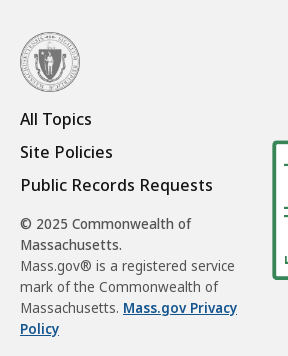 All Topics
Site Policies
Public Records Requests
© 2025 Commonwealth of
Massachusetts.
Mass.gov® is a registered service
mark of the Commonwealth of
Massachusetts. Mass.gov Privacy
Policy